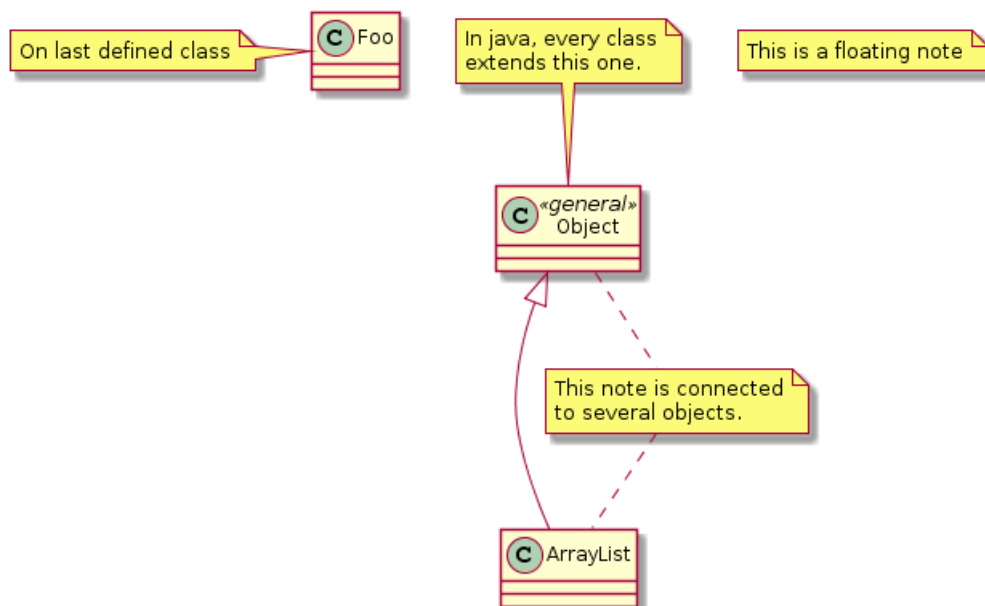 On last defined class
C Foo
In java, every class
extends this one.
This is a floating note
C «general»
Object
This note is connected
to several objects.
C ArrayList